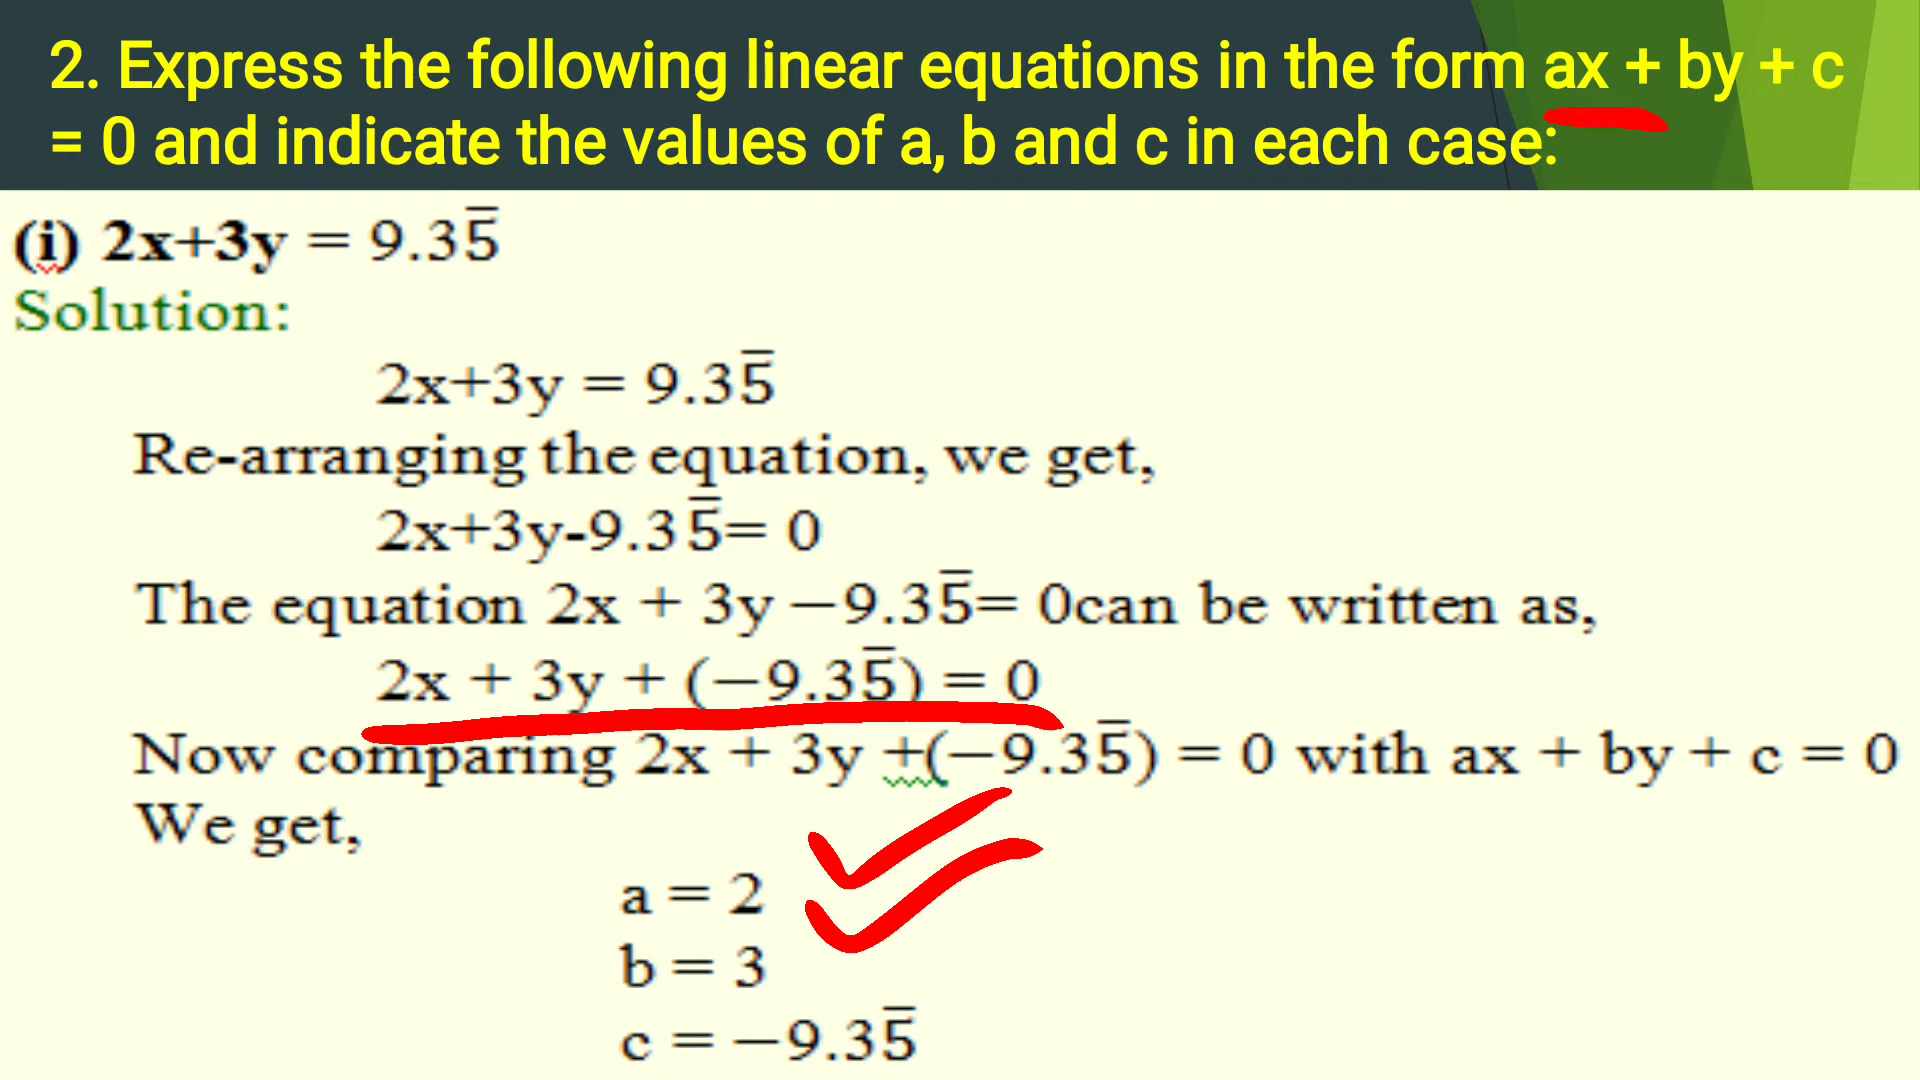 2. Express the following linear equations in the form ax + by + c
= 0 and indicate the values of a, b and c in each case:
(i) 2x+3y = 9.35̅
Solution:
2x+3y = 9.35̅
Re-arranging the equation, we get,
2x+3y-9.35̅= 0
The equation 2x + 3y −9.35̅= 0can be written as,
2x + 3y + (−9.35̅) = 0
Now comparing 2x + 3y +(−9.35̅) = 0 with ax + by + c = 0
We get,
a = 2
b = 3
c = −9.35̅